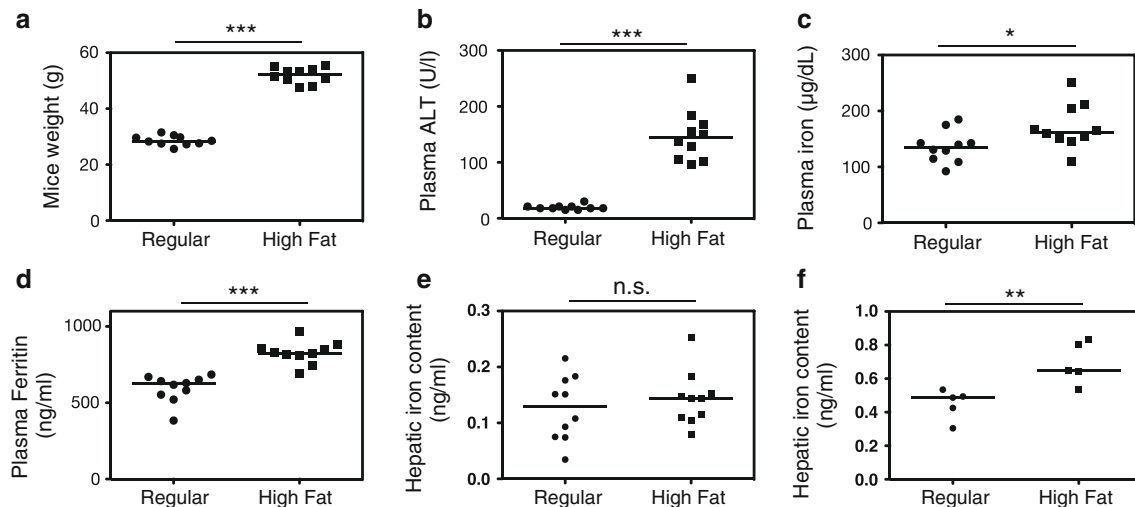 a
***
Mice weight (g)
60
40
20
0
Regular
High Fat
b
***
Plasma ALT (U/l)
300
200
100
0
Regular
High Fat
c
*
Plasma iron (µg/dL)
300
200
100
0
Regular
High Fat
d
***
Plasma Ferritin
(ng/ml)
1000
500
0
Regular
High Fat
e
n.s.
Hepatic iron content
(ng/ml)
0.3
0.2
0.1
0.0
Regular
High Fat
f
**
Hepatic iron content
(ng/ml)
1.0
0.8
0.6
0.4
0.2
0.0
Regular
High Fat